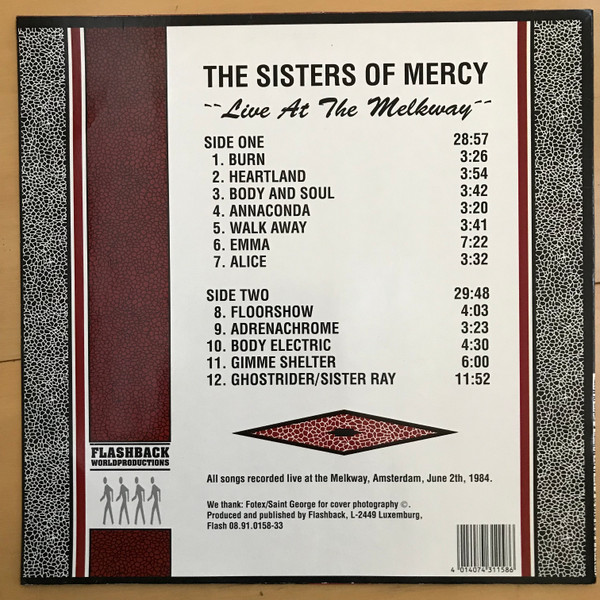 THE SISTERS OF MERCY
~~Live At The Melkway~~
SIDE ONE 28:57
1. BURN 3:26
2. HEARTLAND 3:54
3. BODY AND SOUL 3:42
4. ANNACONDA 3:20
5. WALK AWAY 3:41
6. EMMA 7:22
7. ALICE 3:32
SIDE TWO 29:48
8. FLOORSHOW 4:03
9. ADRENACHROME 3:23
10. BODY ELECTRIC 4:30
11. GIMME SHELTER 6:00
12. GHOSTRIDER/SISTER RAY 11:52
FLASHBACK
WORLDPRODUCTIONS
All songs recorded live at the Melkway, Amsterdam, June 2th, 1984.
We thank: Fotex/Saint George for cover photography ©.
Produced and published by Flashback, L-2449 Luxemburg,
Flash 08.91.0158-33
4 014074 311586